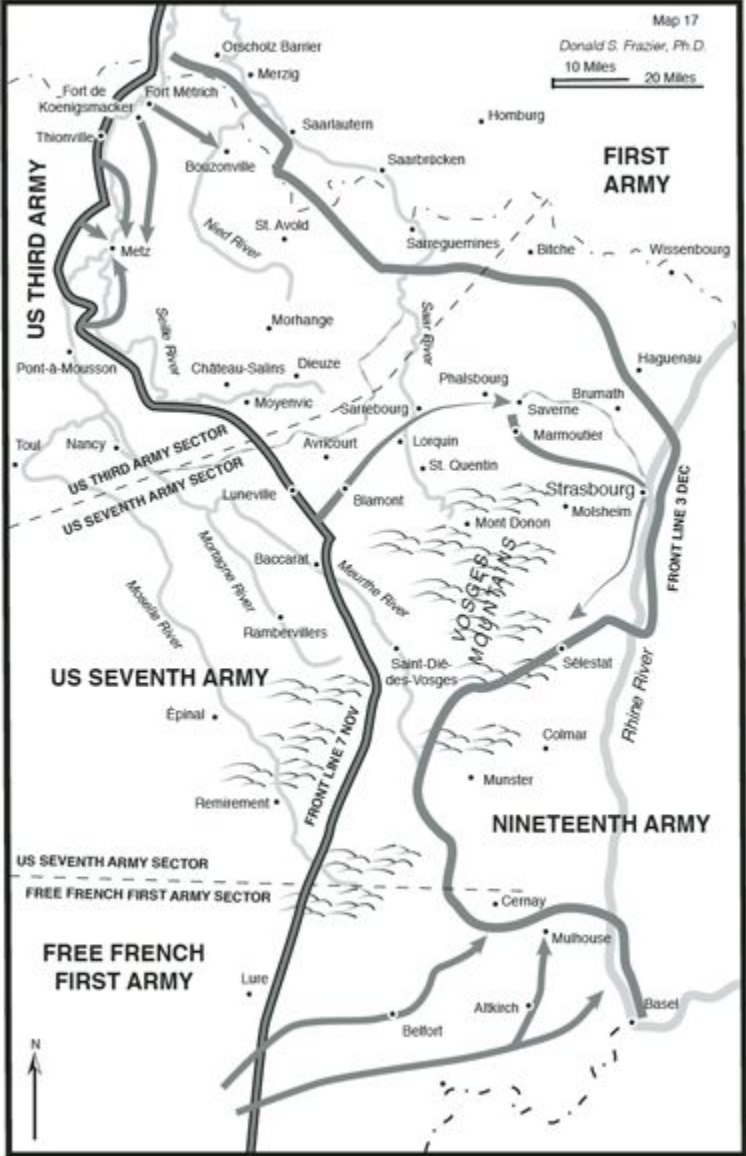 Map 17
Donald S. Frazier, Ph.D.
10 Miles
20 Miles
Orscholz Barrier
Merzig
Fort de
Koenigsmacker
Fort Métrich
Thionville
Saarlautern
Homburg
Bouzonville
Saarbrücken
FIRST
ARMY
US THIRD ARMY
Nied River
St. Avold
Metz
Sarreguemines
Bitche
Wissenbourg
Seille River
Morhange
Saar River
Pont-à-Mousson
Château-Salins
Dieuze
Moyenvic
Phalsbourg
Haguenau
Sarrebourg
Saverne
Brumath
Marmoutier
Toul
Nancy
US THIRD ARMY SECTOR
US SEVENTH ARMY SECTOR
Avricourt
Lorquin
St. Quentin
Luneville
Blamont
Strasbourg
Molsheim
Mont Donon
FRONT LINE 3 DEC
VOSGES
MOUNTAINS
Baccarat
Meurthe River
Mortagne River
Moselle River
Rambervillers
Saint-Dié-
des-Vosges
Sélestat
US SEVENTH ARMY
Rhine River
Épinal
FRONT LINE 7 NOV
Colmar
Munster
Remirement
NINETEENTH ARMY
US SEVENTH ARMY SECTOR
FREE FRENCH FIRST ARMY SECTOR
Cernay
FREE FRENCH
FIRST ARMY
Mulhouse
Lure
Altkirch
Basel
Belfort
N